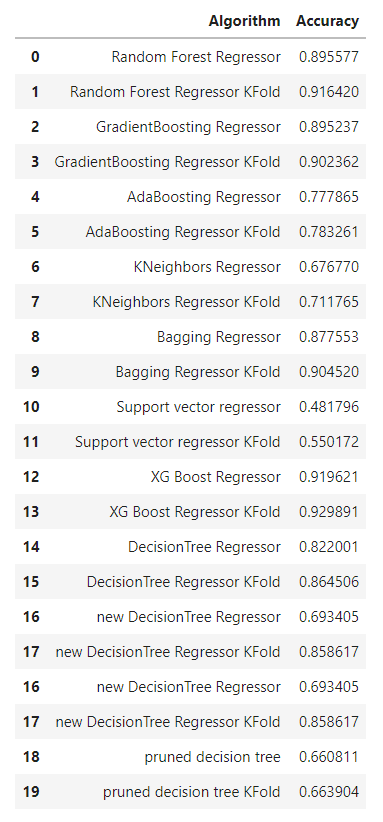 Algorithm Accuracy
0 Random Forest Regressor 0.895577
1 Random Forest Regressor KFold 0.916420
2 GradientBoosting Regressor 0.895237
3 GradientBoosting Regressor KFold 0.902362
4 AdaBoosting Regressor 0.777865
5 AdaBoosting Regressor KFold 0.783261
6 KNeighbors Regressor 0.676770
7 KNeighbors Regressor KFold 0.711765
8 Bagging Regressor 0.877553
9 Bagging Regressor KFold 0.904520
10 Support vector regressor 0.481796
11 Support vector regressor KFold 0.550172
12 XG Boost Regressor 0.919621
13 XG Boost Regressor KFold 0.929891
14 DecisionTree Regressor 0.822001
15 DecisionTree Regressor KFold 0.864506
16 new DecisionTree Regressor 0.693405
17 new DecisionTree Regressor KFold 0.858617
16 new DecisionTree Regressor 0.693405
17 new DecisionTree Regressor KFold 0.858617
18 pruned decision tree 0.660811
19 pruned decision tree KFold 0.663904